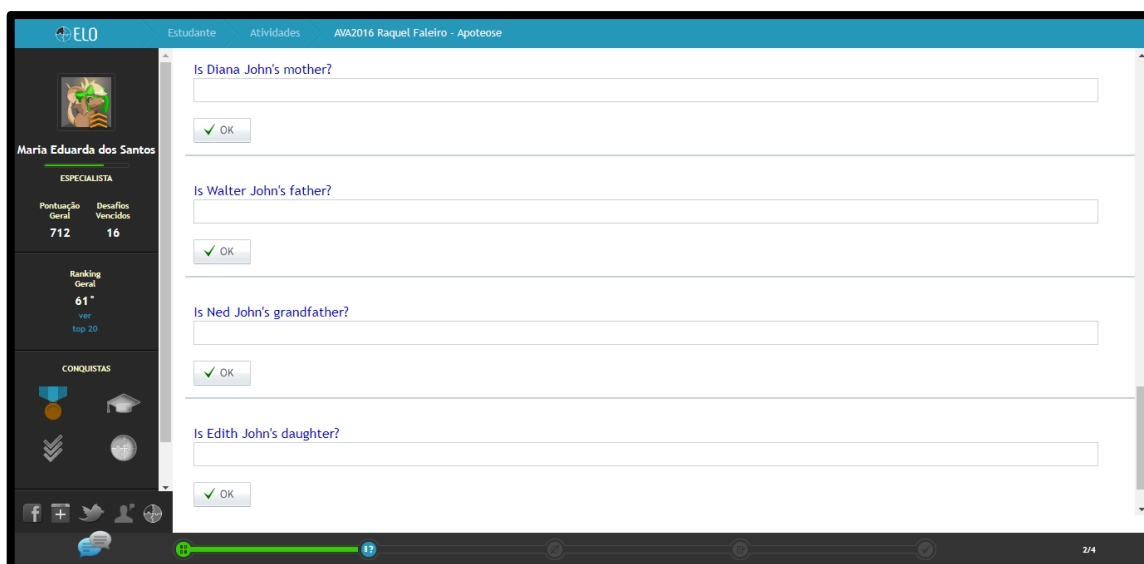 ELO
Estudante Atividades AVA2016 Raquel Faleiro - Apoteose
Maria Eduarda dos Santos
ESPECIALISTA
Pontuação Geral
Desafios Vencidos
712 16
Ranking
Geral
61°
ver
top 20
CONQUISTAS
Is Diana John's mother?
OK
Is Walter John's father?
OK
Is Ned John's grandfather?
OK
Is Edith John's daughter?
OK
2/4